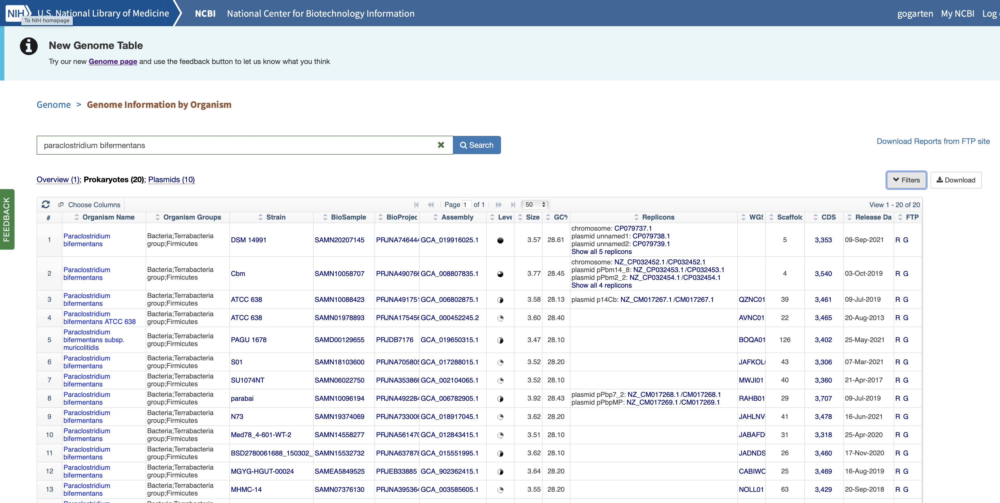 NIH U.S. National Library of Medicine NCBI National Center for Biotechnology Information gogarten My NCBI Log
To NIH homepage
New Genome Table
Try our new Genome page and use the feedback button to let us know what you think
Genome > Genome Information by Organism
paraclostridium bifermentans Search
Download Reports from FTP site
Overview (1); Prokaryotes (20); Plasmids (10) Filters Download
FEEDBACK
Choose Columns Page 1 of 1 50 View 1 - 20 of 20
# Organism Name Organism Groups Strain BioSample BioProjec Assembly Leve Size GC% Replicons WGS Scaffolc CDS Release Da FTP
1 Paraclostridium bifermentans Bacteria;Terrabacteria group;Firmicutes DSM 14991 SAMN20207145 PRJNA746444 GCA_019916025.1 3.57 28.61 chromosome: CP079737.1
plasmid unnamed1: CP079738.1
plasmid unnamed2: CP079739.1
Show all 5 replicons 5 3,353 09-Sep-2021 R G
2 Paraclostridium bifermentans Bacteria;Terrabacteria group;Firmicutes Cbm SAMN10058707 PRJNA490766 GCA_008807835.1 3.77 28.45 chromosome: NZ_CP032452.1/CP032452.1
plasmid pPbm14_8: NZ_CP032453.1/CP032453.1
plasmid pPbm2_2: NZ_CP032454.1/CP032454.1
Show all 4 replicons 4 3,540 03-Oct-2019 R G
3 Paraclostridium bifermentans Bacteria;Terrabacteria group;Firmicutes ATCC 638 SAMN10088423 PRJNA491751 GCA_006802875.1 3.58 28.13 plasmid p14Cb: NZ_CM017267.1/CM017267.1 QZNC01 39 3,461 09-Jul-2019 R G
4 Paraclostridium bifermentans ATCC 638 Bacteria;Terrabacteria group;Firmicutes ATCC 638 SAMN01978893 PRJNA175456 GCA_000452245.2 3.60 28.40 AVNC01 22 3,465 20-Aug-2013 R G
5 Paraclostridium bifermentans subsp. muricolitidis Bacteria;Terrabacteria group;Firmicutes PAGU 1678 SAMD00129655 PRJDB7176 GCA_019650315.1 3.47 28.10 BOQA01 126 3,402 25-May-2021 R G
6 Paraclostridium bifermentans Bacteria;Terrabacteria group;Firmicutes S01 SAMN18103600 PRJNA705805 GCA_017288015.1 3.52 28.20 JAFKOL 43 3,306 07-Mar-2021 R G
7 Paraclostridium bifermentans Bacteria;Terrabacteria group;Firmicutes SU1074NT SAMN06022750 PRJNA353866 GCA_002104065.1 3.52 28.10 MWJI01 40 3,360 21-Apr-2017 R G
8 Paraclostridium bifermentans Bacteria;Terrabacteria group;Firmicutes parabai SAMN10096194 PRJNA492284 GCA_006782905.1 3.92 28.43 plasmid pPbp7_2: NZ_CM017268.1/CM017268.1
plasmid pPbpMP: NZ_CM017269.1/CM017269.1 RAHB01 29 3,707 09-Jul-2019 R G
9 Paraclostridium bifermentans Bacteria;Terrabacteria group;Firmicutes N73 SAMN19374069 PRJNA733006 GCA_018917045.1 3.62 28.20 JAHLNV 41 3,478 16-Jun-2021 R G
10 Paraclostridium bifermentans Bacteria;Terrabacteria group;Firmicutes Med78_4-601-WT-2 SAMN14558277 PRJNA561470 GCA_012843415.1 3.51 28.10 JABAFD 31 3,318 25-Apr-2020 R G
11 Paraclostridium bifermentans Bacteria;Terrabacteria group;Firmicutes BSD2780061688_150302_ SAMN15532732 PRJNA637878 GCA_015551995.1 3.62 28.10 JADNDS 26 3,460 17-Nov-2020 R G
12 Paraclostridium bifermentans Bacteria;Terrabacteria group;Firmicutes MGYG-HGUT-00024 SAMEA5849525 PRJEB33885 GCA_902362415.1 3.64 28.20 CABIWC 25 3,469 16-Aug-2019 R G
13 Paraclostridium bifermentans Bacteria;Terrabacteria group;Firmicutes MHMC-14 SAMN07376130 PRJNA395364 GCA_003585605.1 3.55 28.20 NOLL01 63 3,429 20-Sep-2018 R G